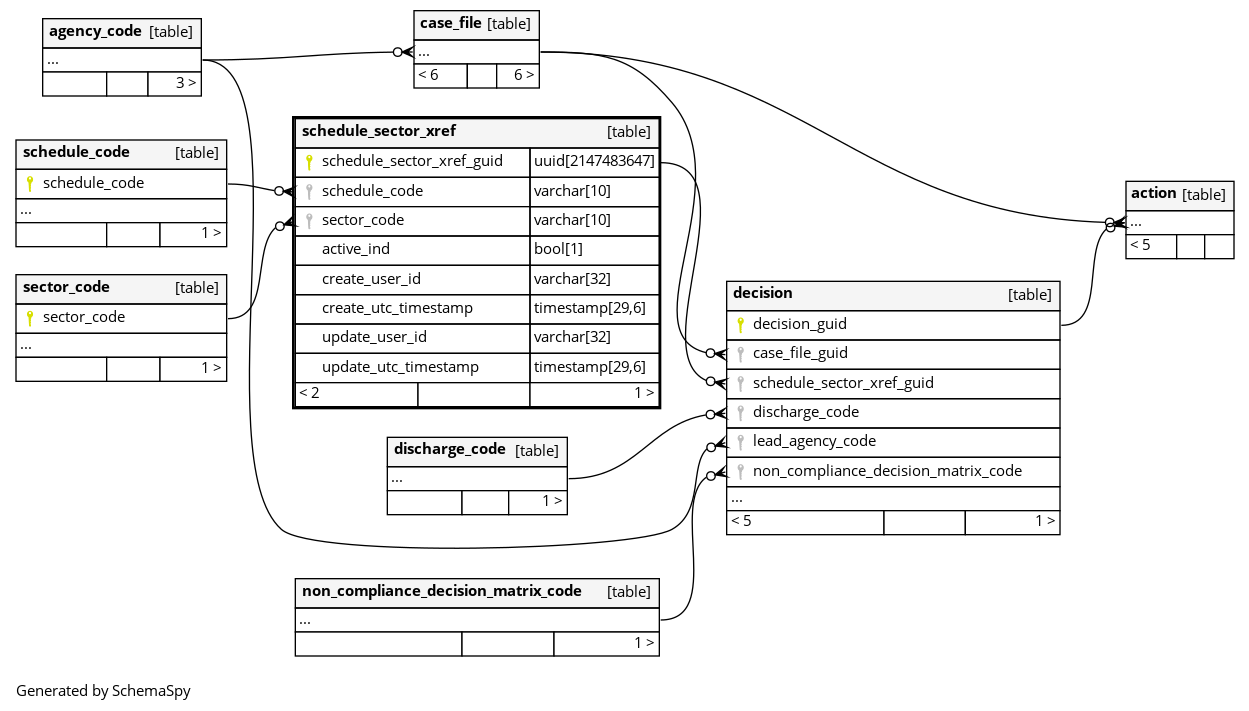 agency_code [table]
...
3 >
case_file [table]
...
< 6 6 >
schedule_code [table]
schedule_code
...
1 >
sector_code [table]
sector_code
...
1 >
schedule_sector_xref [table]
schedule_sector_xref_guid uuid[2147483647]
schedule_code varchar[10]
sector_code varchar[10]
active_ind bool[1]
create_user_id varchar[32]
create_utc_timestamp timestamp[29,6]
update_user_id varchar[32]
update_utc_timestamp timestamp[29,6]
< 2 1 >
action [table]
...
< 5
decision [table]
decision_guid
case_file_guid
schedule_sector_xref_guid
discharge_code
lead_agency_code
non_compliance_decision_matrix_code
...
< 5 1 >
discharge_code [table]
...
1 >
non_compliance_decision_matrix_code [table]
...
1 >
Generated by SchemaSpy